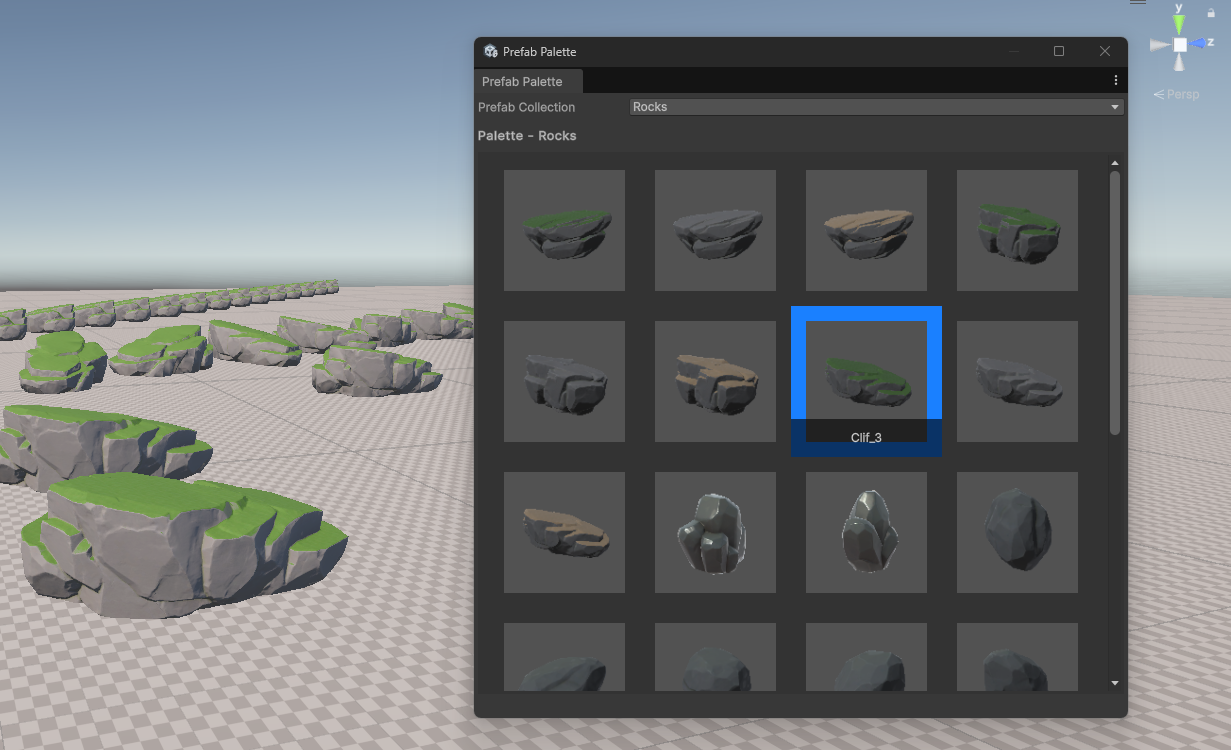 Prefab Palette
Prefab Palette
Prefab Collection
Rocks
Palette - Rocks
Clif_3
y
z
Persp